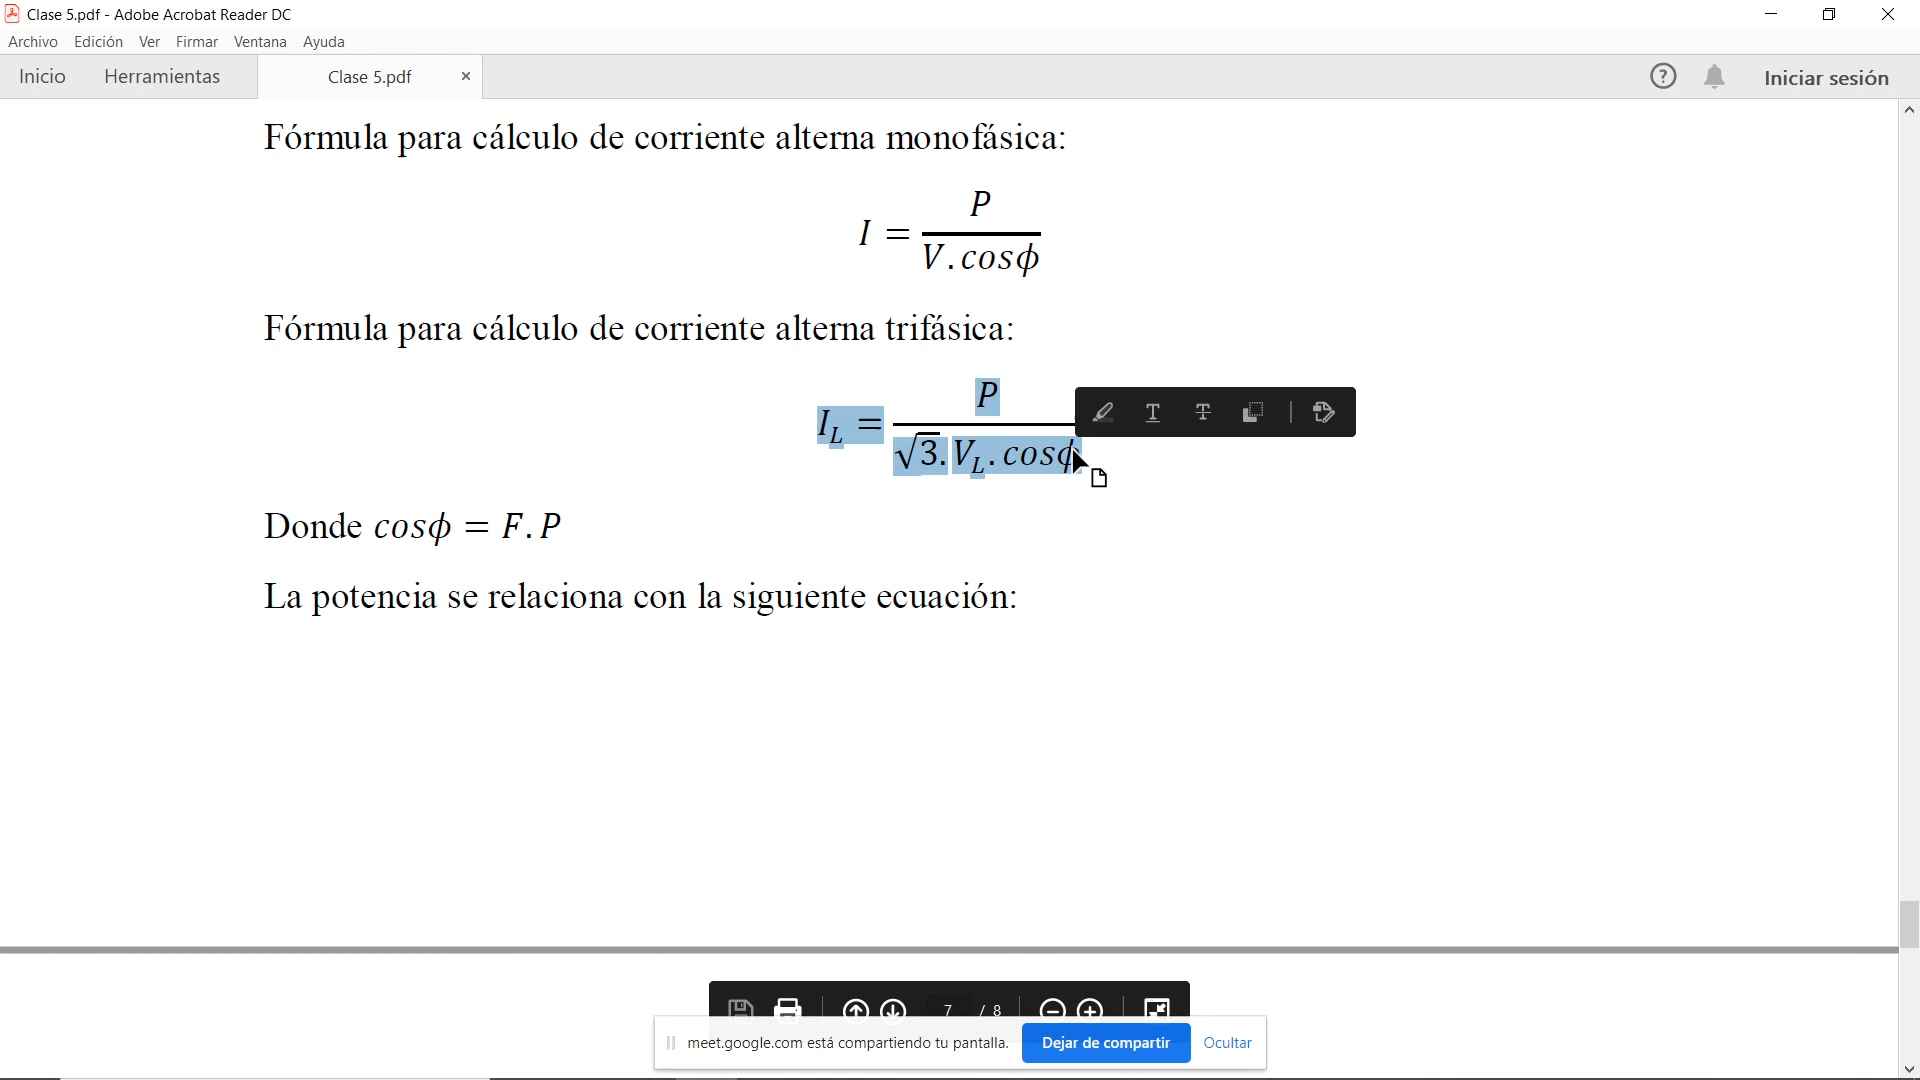 Clase 5.pdf - Adobe Acrobat Reader DC
Archivo Edición Ver Firmar Ventana Ayuda
Inicio Herramientas Clase 5.pdf × ? Iniciar sesión
Fórmula para cálculo de corriente alterna monofásica:
I = P / V.cosϕ
Fórmula para cálculo de corriente alterna trifásica:
I_L = P / √3.V_L.cosϕ
Donde cosϕ = F.P
La potencia se relaciona con la siguiente ecuación:
7 / 8
meet.google.com está compartiendo tu pantalla. Dejar de compartir Ocultar